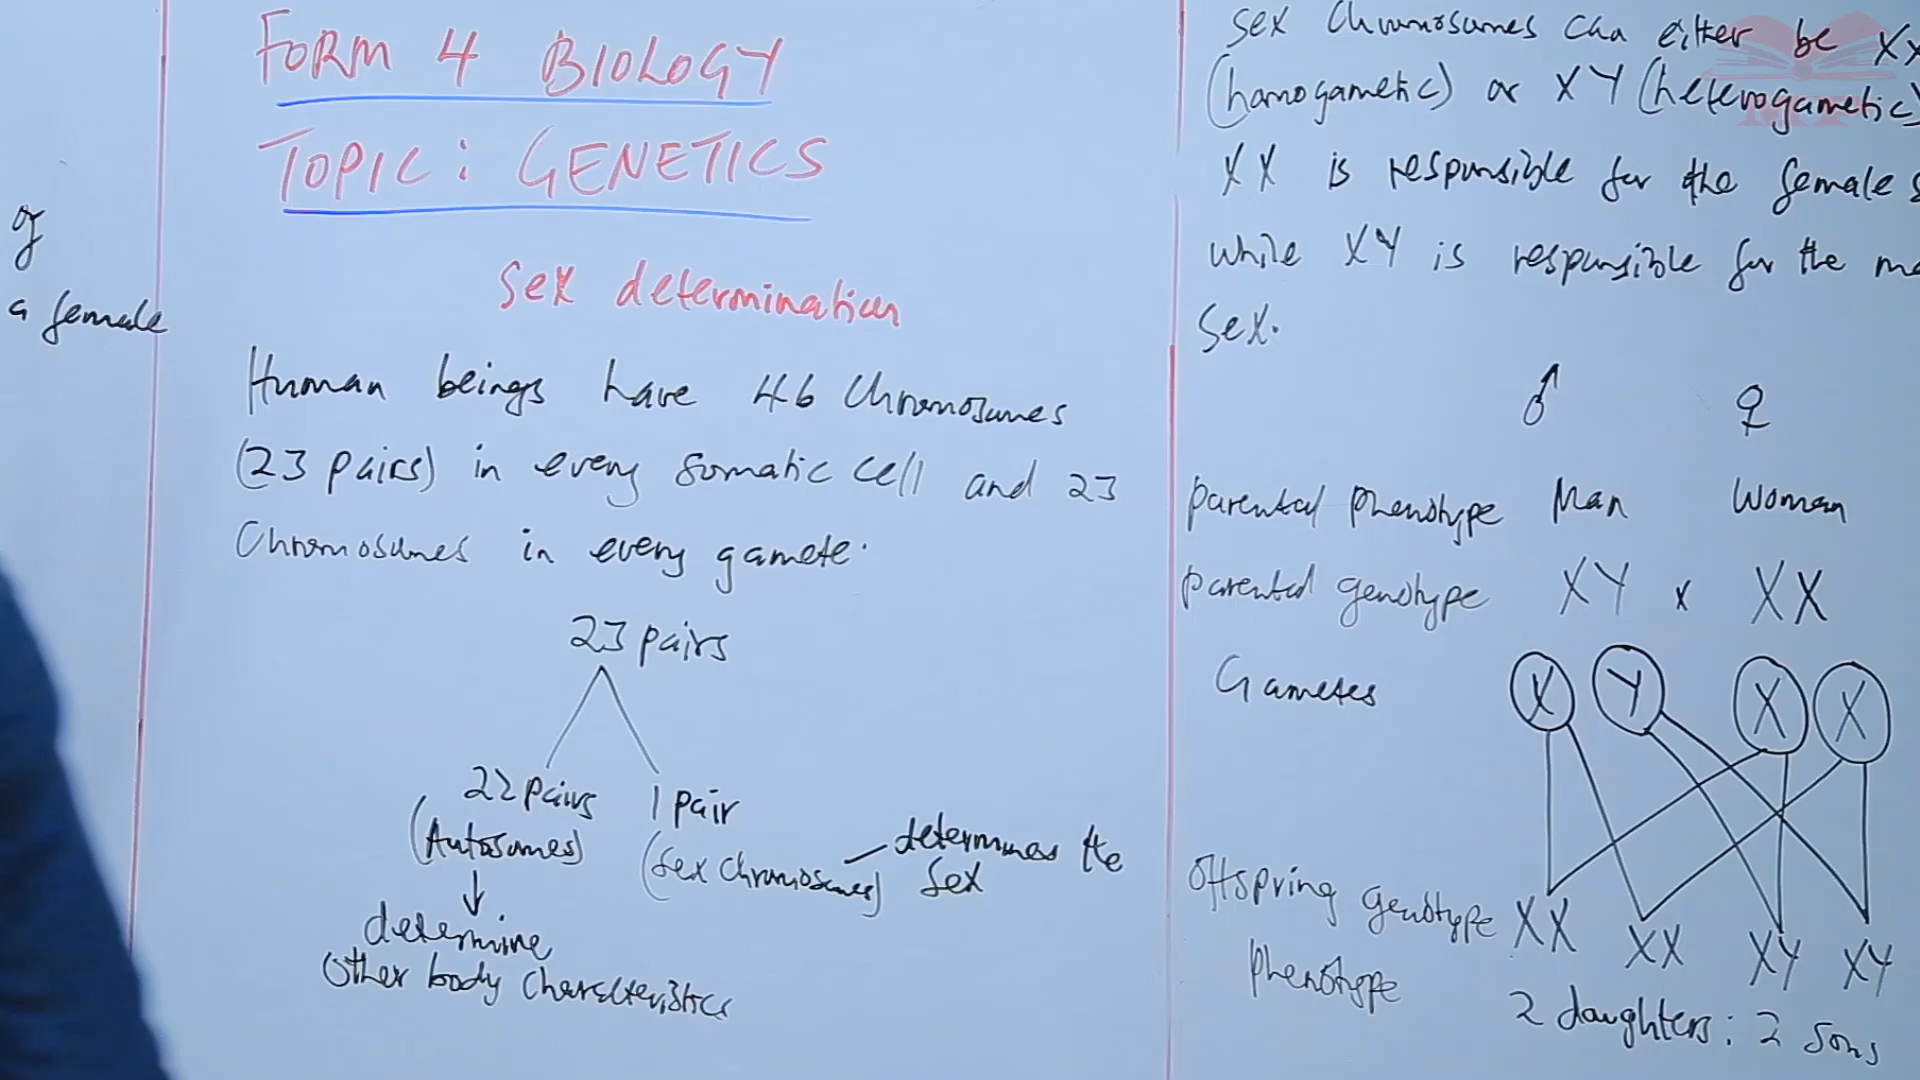 of
a female
FORM 4 BIOLOGY
TOPIC: GENETICS
Sex determination
Human beings have 46 Chromosomes
(23 pairs) in every somatic cell and 23
Chromosomes in every gamete.
23 pairs
22 pairs 1 pair
(Autosomes) (Sex chromosomes) determines the
sex
determine
other body characteristics
Sex chromosomes can either be XX
(homogametic) or XY (heterogametic)
XX is responsible for the female
while XY is responsible for the
sex.
♂ ♀
parental phenotype Man Woman
parental genotype XY x XX
Gametes X Y X X
Offspring genotype XX XX XY XY
phenotype 2 daughters: 2 sons